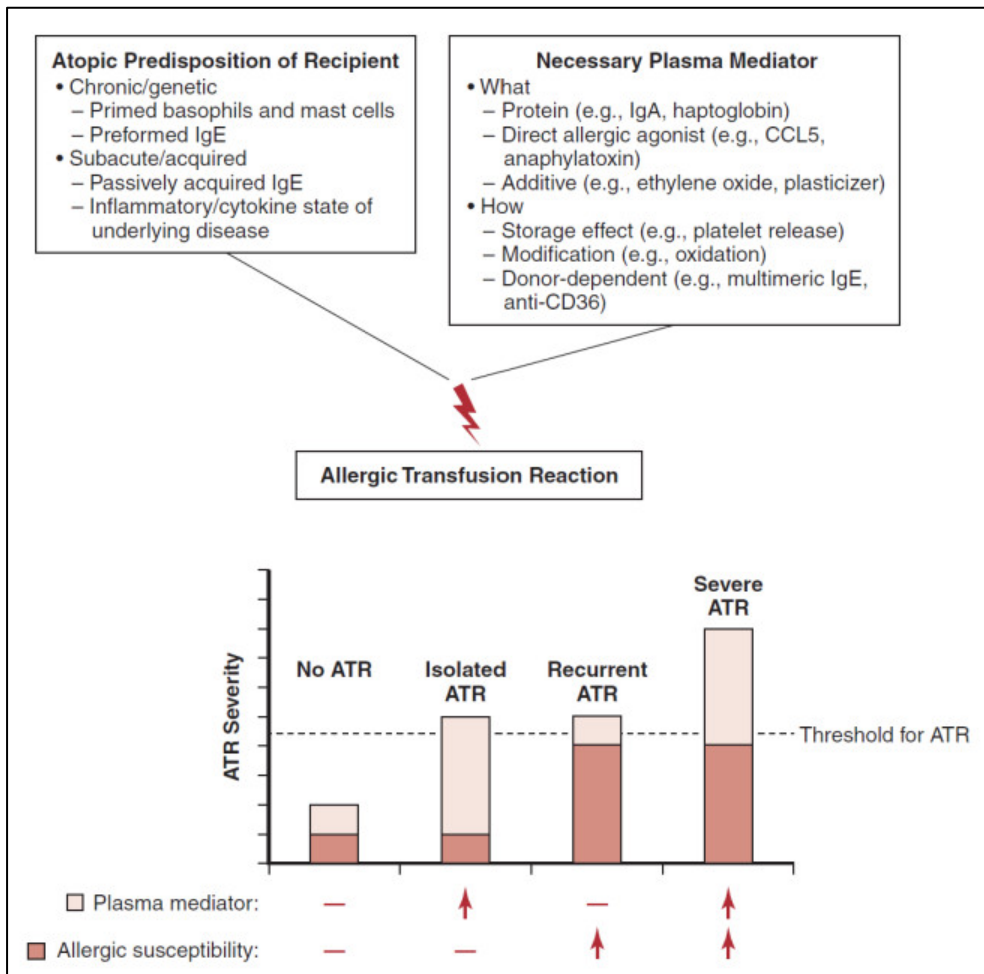 Atopic Predisposition of Recipient
• Chronic/genetic
– Primed basophils and mast cells
– Preformed IgE
• Subacute/acquired
– Passively acquired IgE
– Inflammatory/cytokine state of
underlying disease
Necessary Plasma Mediator
• What
– Protein (e.g., IgA, haptoglobin)
– Direct allergic agonist (e.g., CCL5,
anaphylatoxin)
– Additive (e.g., ethylene oxide, plasticizer)
• How
– Storage effect (e.g., platelet release)
– Modification (e.g., oxidation)
– Donor-dependent (e.g., multimeric IgE,
anti-CD36)
Allergic Transfusion Reaction
ATR Severity
No ATR
Isolated
ATR
Recurrent
ATR
Severe
ATR
Threshold for ATR
Plasma mediator: – ↑ – ↑
Allergic susceptibility: – – ↑ ↑